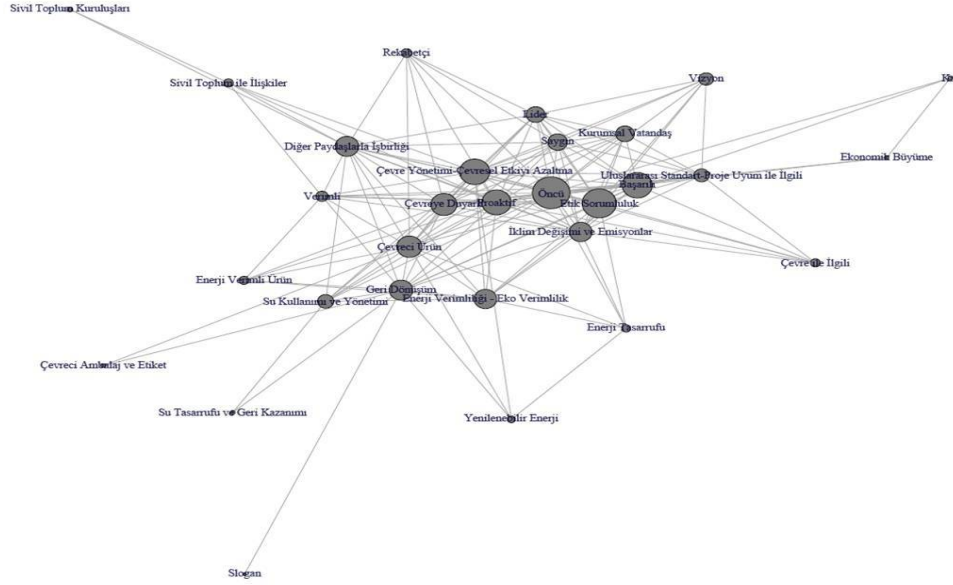 Sivil Toplum Kuruluşları
Rekabetçi
Vizyon
Sivil Toplum ile İlişkiler
Lider
Kurumsal Vatandaş
Saygın
Diğer Paydaşlarla İşbirliği
Ekonomik Büyüme
Çevre Yönetimi-Çevresel Etkiyi Azaltma
Uluslararası Standart-Proje Uyum ile İlgili
Başarılı
Verimli
Öncü
Çevreye Duyarlı
Proaktif
Etik Sorumluluk
İklim Değişimi ve Emisyonlar
Çevreci Ürün
Çevre ile İlgili
Enerji Verimli Ürün
Geri Dönüşüm
Su Kullanımı ve Yönetimi
Enerji Verimliliği - Eko Verimlilik
Enerji Tasarrufu
Çevreci Ambalaj ve Etiket
Su Tasarrufu ve Geri Kazanımı
Yenilenebilir Enerji
Slogan